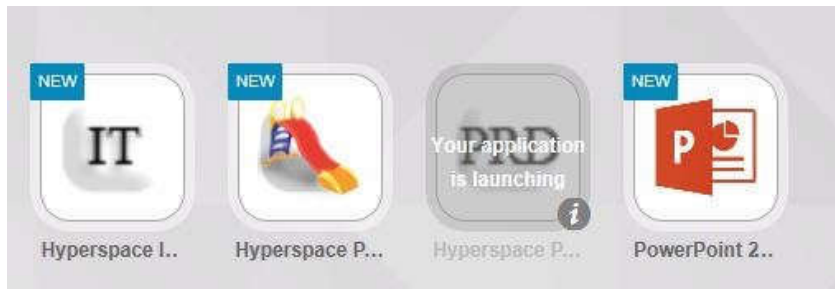 NEW
IT
Hyperspace I..
NEW
Hyperspace P...
PRD
Your application
is launching
i
Hyperspace P...
NEW
P
PowerPoint 2..